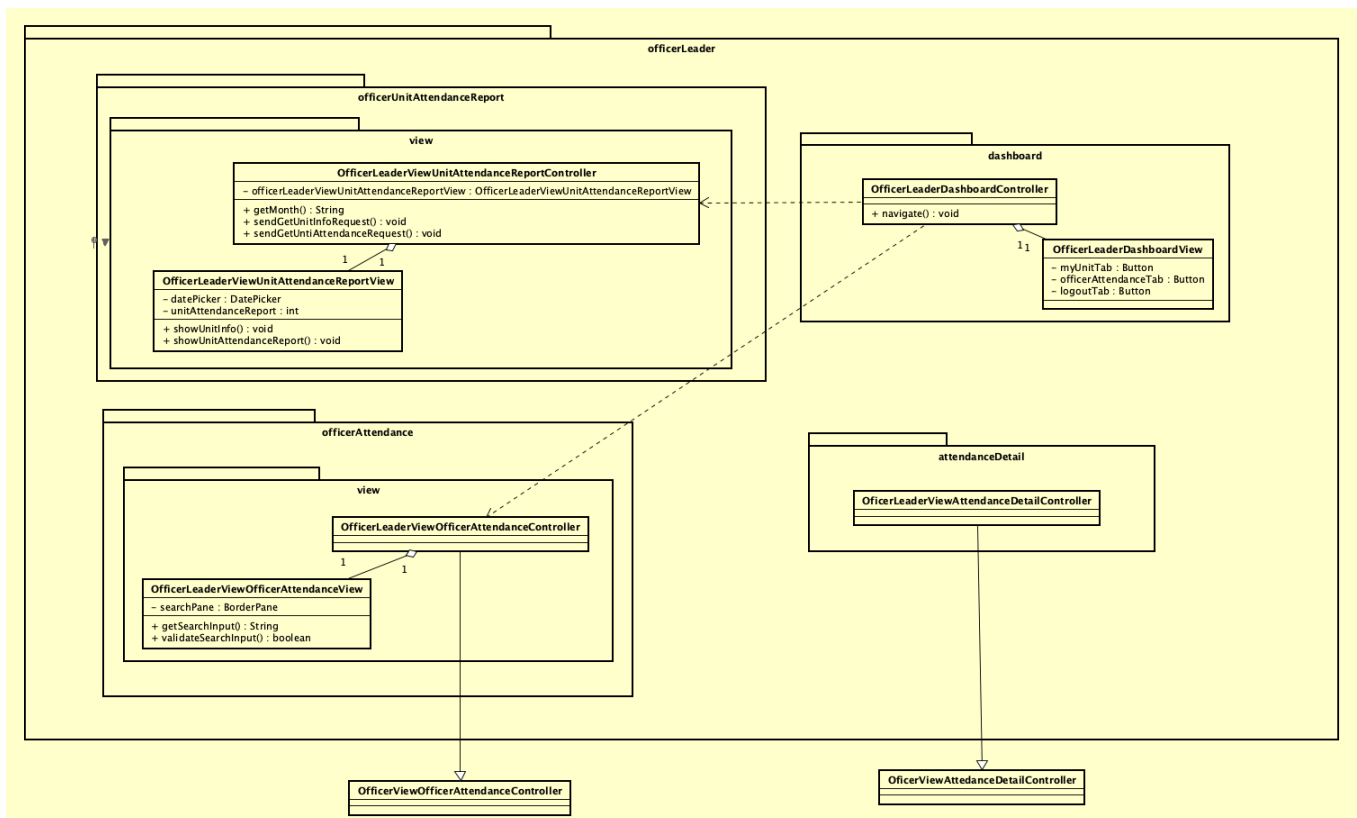 officerLeader
officerUnitAttendanceReport
view
OfficerLeaderViewUnitAttendanceReportController
- officerLeaderViewUnitAttendanceReportView : OfficerLeaderViewUnitAttendanceReportView
+ getMonth() : String
+ sendGetUnitInfoRequest() : void
+ sendGetUntiAttendanceRequest() : void
1
1
OfficerLeaderViewUnitAttendanceReportView
- datePicker : DatePicker
- unitAttendanceReport : int
+ showUnitInfo() : void
+ showUnitAttendanceReport() : void
dashboard
OfficerLeaderDashboardController
+ navigate() : void
1
1
OfficerLeaderDashboardView
- myUnitTab : Button
- officerAttendanceTab : Button
- logoutTab : Button
officerAttendance
view
OfficerLeaderViewOfficerAttendanceController
1
1
OfficerLeaderViewOfficerAttendanceView
- searchPane : BorderPane
+ getSearchInput() : String
+ validateSearchInput() : boolean
attendanceDetail
OficerLeaderViewAttendanceDetailController
OfficerViewOfficerAttendanceController
OficerViewAttedanceDetailController